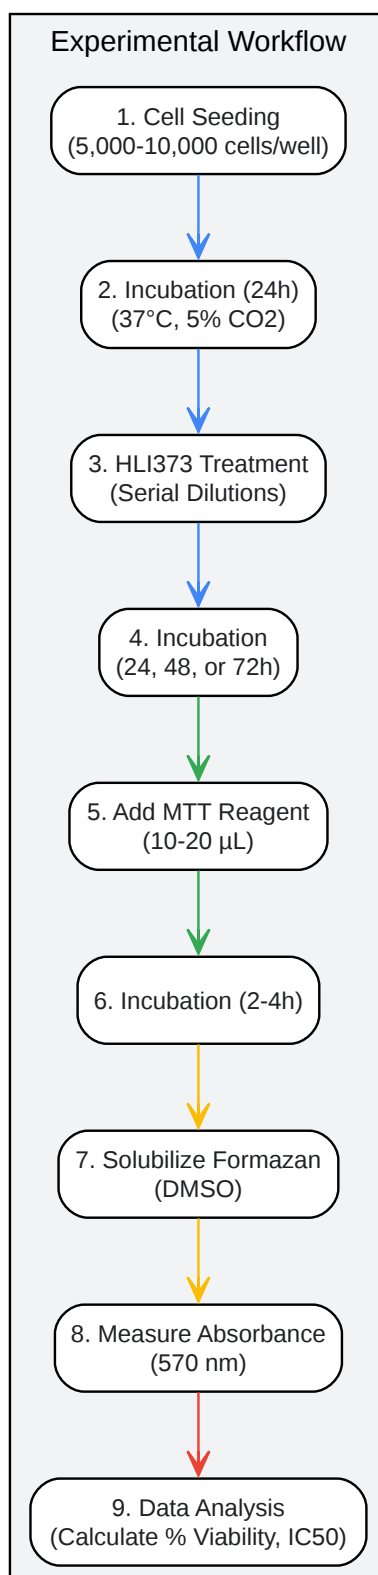 Experimental Workflow
1. Cell Seeding
(5,000-10,000 cells/well)
2. Incubation (24h)
(37°C, 5% CO2)
3. HLI373 Treatment
(Serial Dilutions)
4. Incubation
(24, 48, or 72h)
5. Add MTT Reagent
(10-20 µL)
6. Incubation (2-4h)
7. Solubilize Formazan
(DMSO)
8. Measure Absorbance
(570 nm)
9. Data Analysis
(Calculate % Viability, IC50)